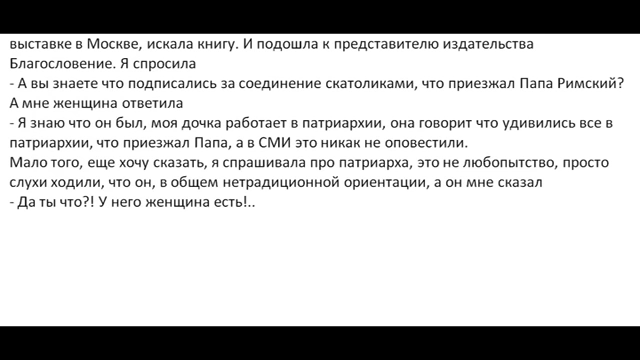 выставке в Москве, искала книгу. И подошла к представителю издательства
Благословение. Я спросила
- А вы знаете что подписались за соединение скатоликами, что приезжал Папа Римский?
А мне женщина ответила
- Я знаю что он был, моя дочка работает в патриархии, она говорит что удивились все в
патриархии, что приезжал Папа, а в СМИ это никак не оповестили.
Мало того, еще хочу сказать, я спрашивала про патриарха, это не любопытство, просто
слухи ходили, что он, в общем нетрадиционной ориентации, а он мне сказал
- Да ты что?! У него женщина есть!..